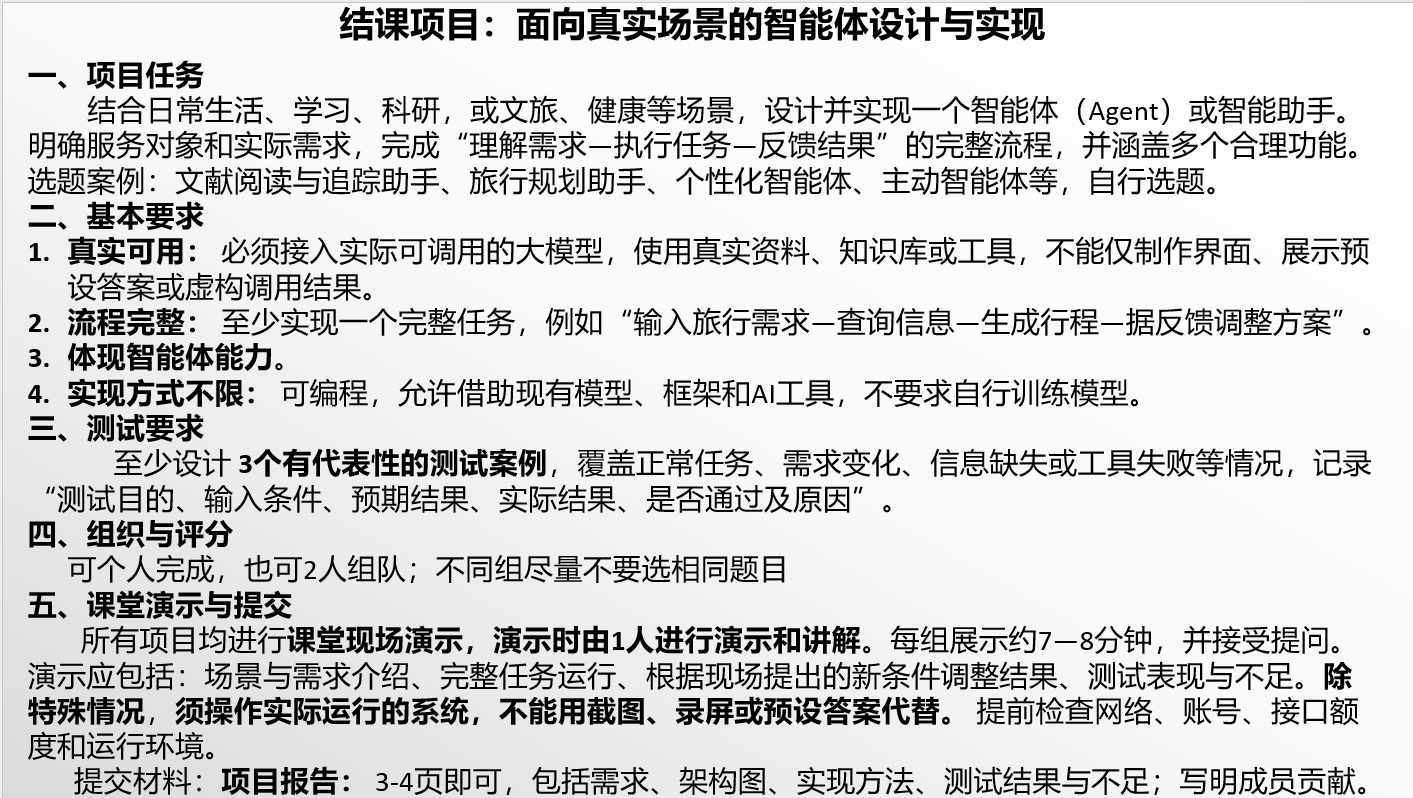 结课项目：面向真实场景的智能体设计与实现
一、项目任务
结合日常生活、学习、科研，或文旅、健康等场景，设计并实现一个智能体（Agent）或智能助手。
明确服务对象和实际需求，完成“理解需求—执行任务—反馈结果”的完整流程，并涵盖多个合理功能。
选题案例：文献阅读与追踪助手、旅行规划助手、个性化智能体、主动智能体等，自行选题。
二、基本要求
1. 真实可用： 必须接入实际可调用的大模型，使用真实资料、知识库或工具，不能仅制作界面、展示预
设答案或虚构调用结果。
2. 流程完整： 至少实现一个完整任务，例如“输入旅行需求—查询信息—生成行程—据反馈调整方案”。
3. 体现智能体能力。
4. 实现方式不限： 可编程，允许借助现有模型、框架和AI工具，不要求自行训练模型。
三、测试要求
至少设计 3个有代表性的测试案例，覆盖正常任务、需求变化、信息缺失或工具失败等情况，记录
“测试目的、输入条件、预期结果、实际结果、是否通过及原因”。
四、组织与评分
可个人完成，也可2人组队；不同组尽量不要选相同题目
五、课堂演示与提交
所有项目均进行课堂现场演示，演示时由1人进行演示和讲解。每组展示约7—8分钟，并接受提问。
演示应包括：场景与需求介绍、完整任务运行、根据现场提出的新条件调整结果、测试表现与不足。除
特殊情况，须操作实际运行的系统，不能用截图、录屏或预设答案代替。 提前检查网络、账号、接口额
度和运行环境。
提交材料：项目报告： 3-4页即可，包括需求、架构图、实现方法、测试结果与不足；写明成员贡献。